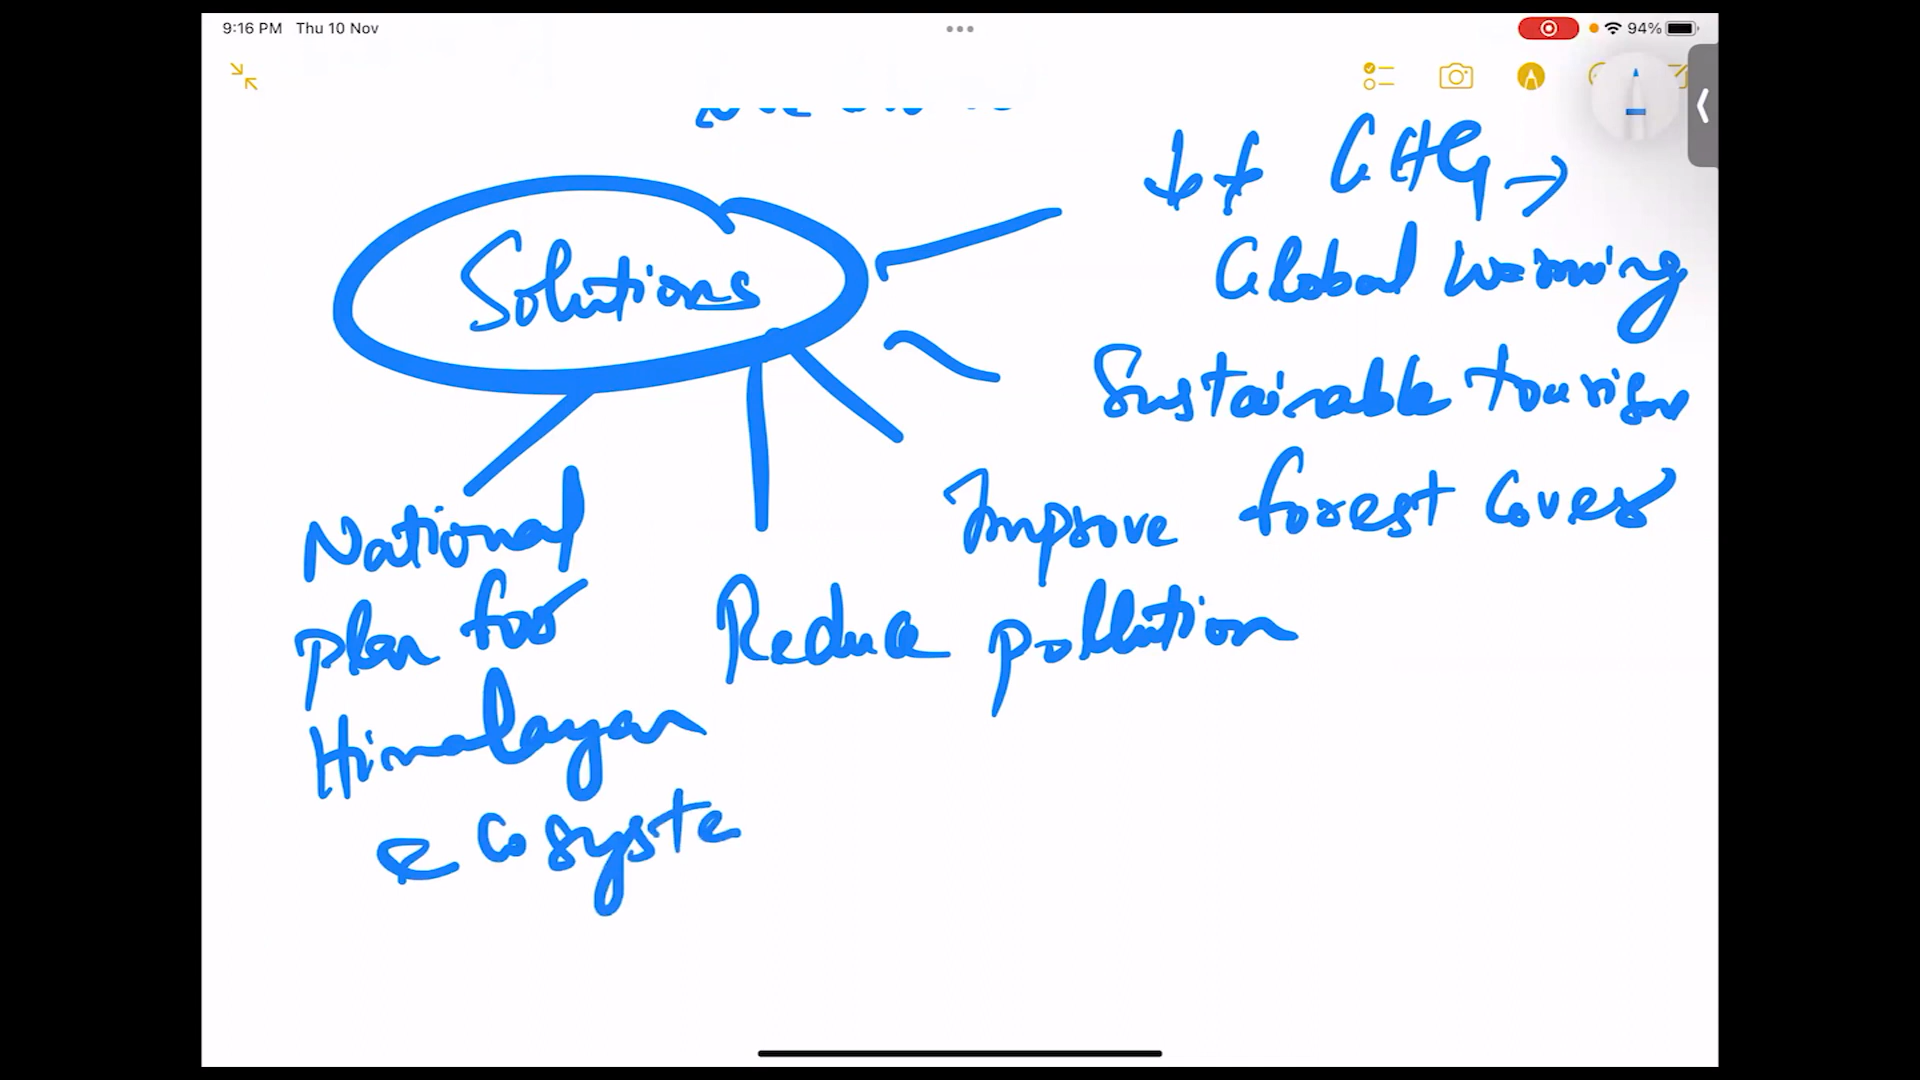 9:16 PM Thu 10 Nov
94%
↓↓ GHG →
Global warming
Solutions
Sustainable tourism
Improve forest cover
National
plan for
Himalayan
ecosyste
Reduce pollution